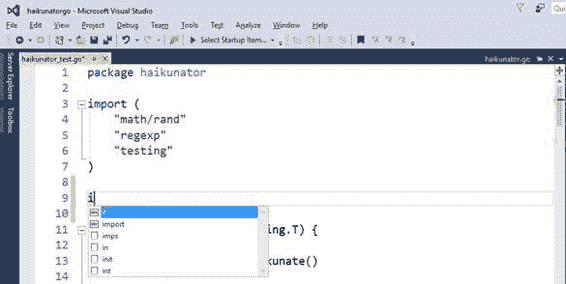 haikunatorgo - Microsoft Visual Studio
Qui
File Edit View Project Debug Team Tools Test Analyze Window Help
Select Startup Item...
Server Explorer
Toolbox
haikunator_test.go*
haikunator.go
1 package haikunator
2
3 import (
4 "math/rand"
5 "regexp"
6 "testing"
7 )
8
9 i
10
import
imps
in
init
int
11 ing.T) {
12
13 kunate()
14